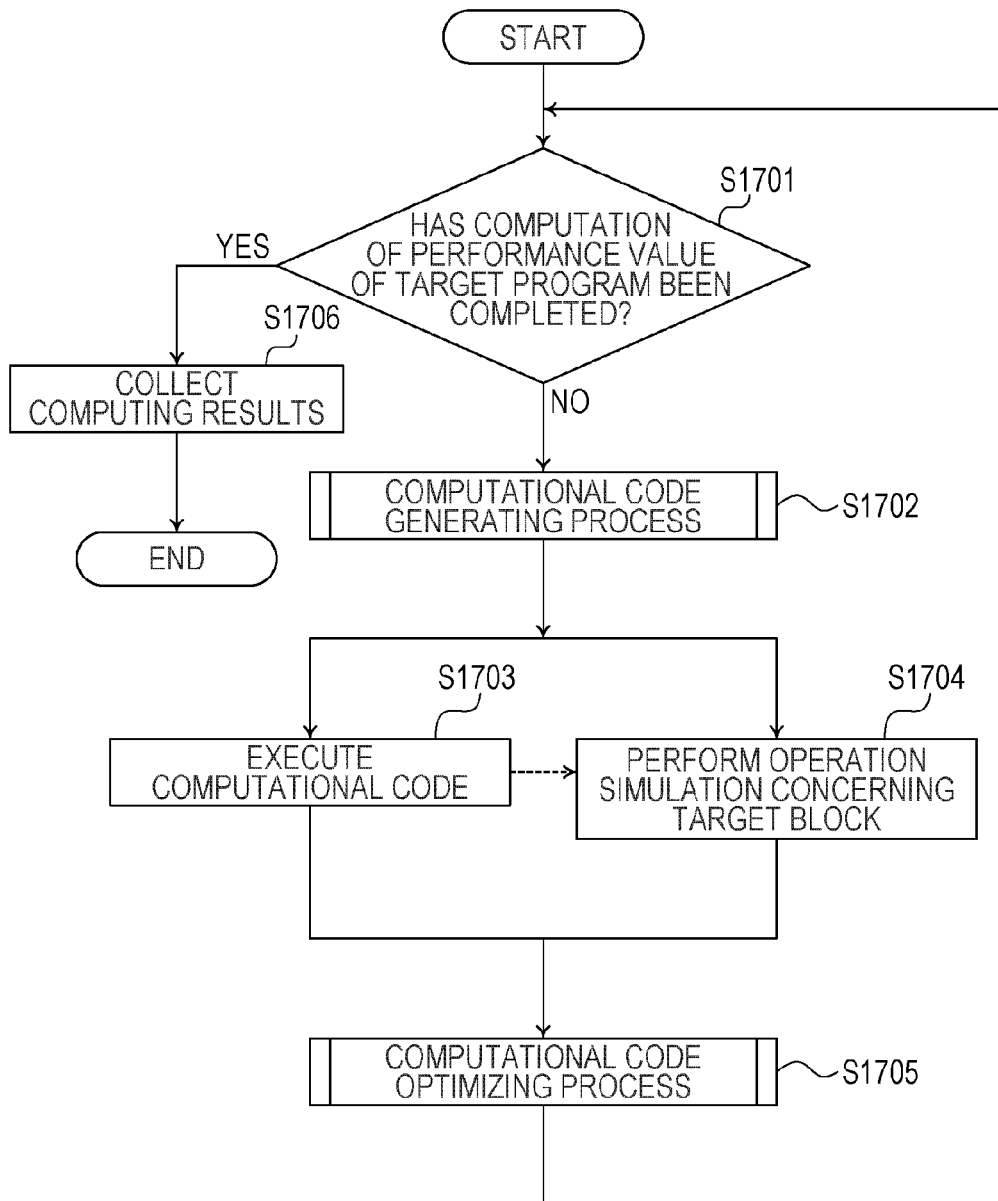 START
S1701
HAS COMPUTATION
OF PERFORMANCE VALUE
OF TARGET PROGRAM BEEN
COMPLETED?
YES
S1706
COLLECT
COMPUTING RESULTS
NO
END
COMPUTATIONAL CODE
GENERATING PROCESS
S1702
S1703
EXECUTE
COMPUTATIONAL CODE
S1704
PERFORM OPERATION
SIMULATION CONCERNING
TARGET BLOCK
COMPUTATIONAL CODE
OPTIMIZING PROCESS
S1705